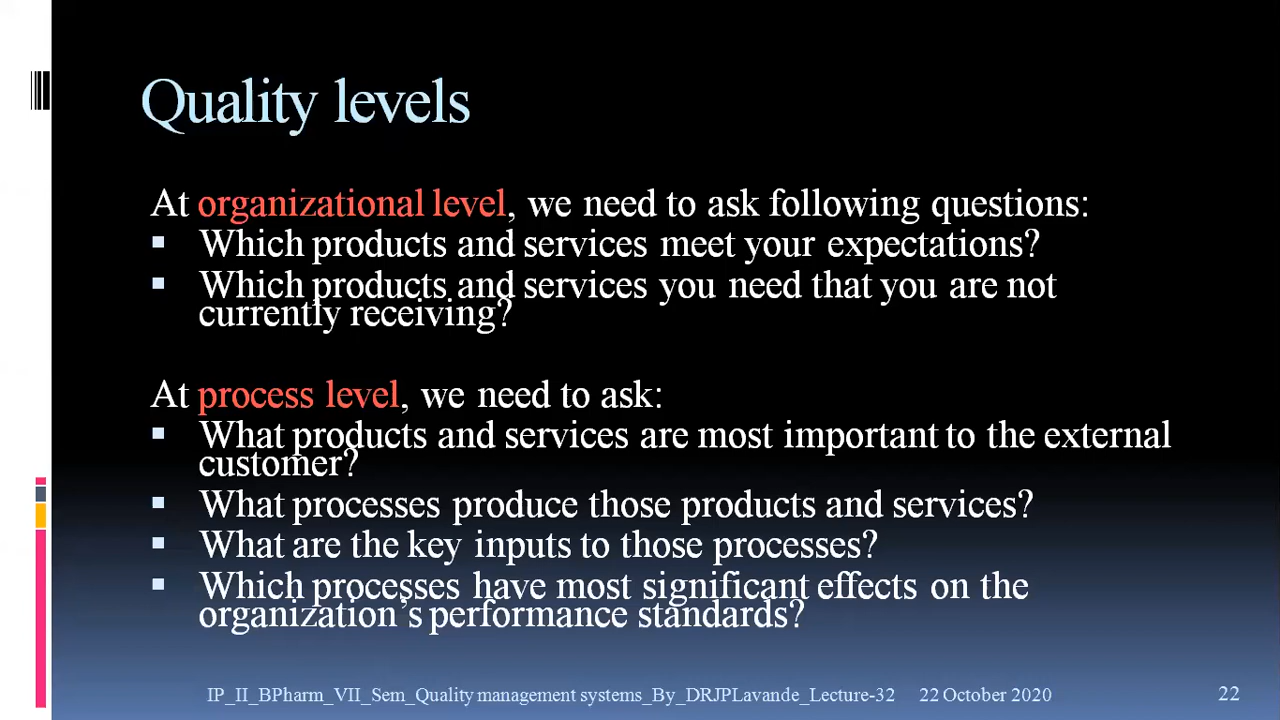 Quality levels
At organizational level, we need to ask following questions:
▪ Which products and services meet your expectations?
▪ Which products and services you need that you are not
currently receiving?
At process level, we need to ask:
▪ What products and services are most important to the external
customer?
▪ What processes produce those products and services?
▪ What are the key inputs to those processes?
▪ Which processes have most significant effects on the
organization’s performance standards?
IP_II_BPharm_VII_Sem_Quality management systems_By_DRJPLavande_Lecture-32 22 October 2020 22